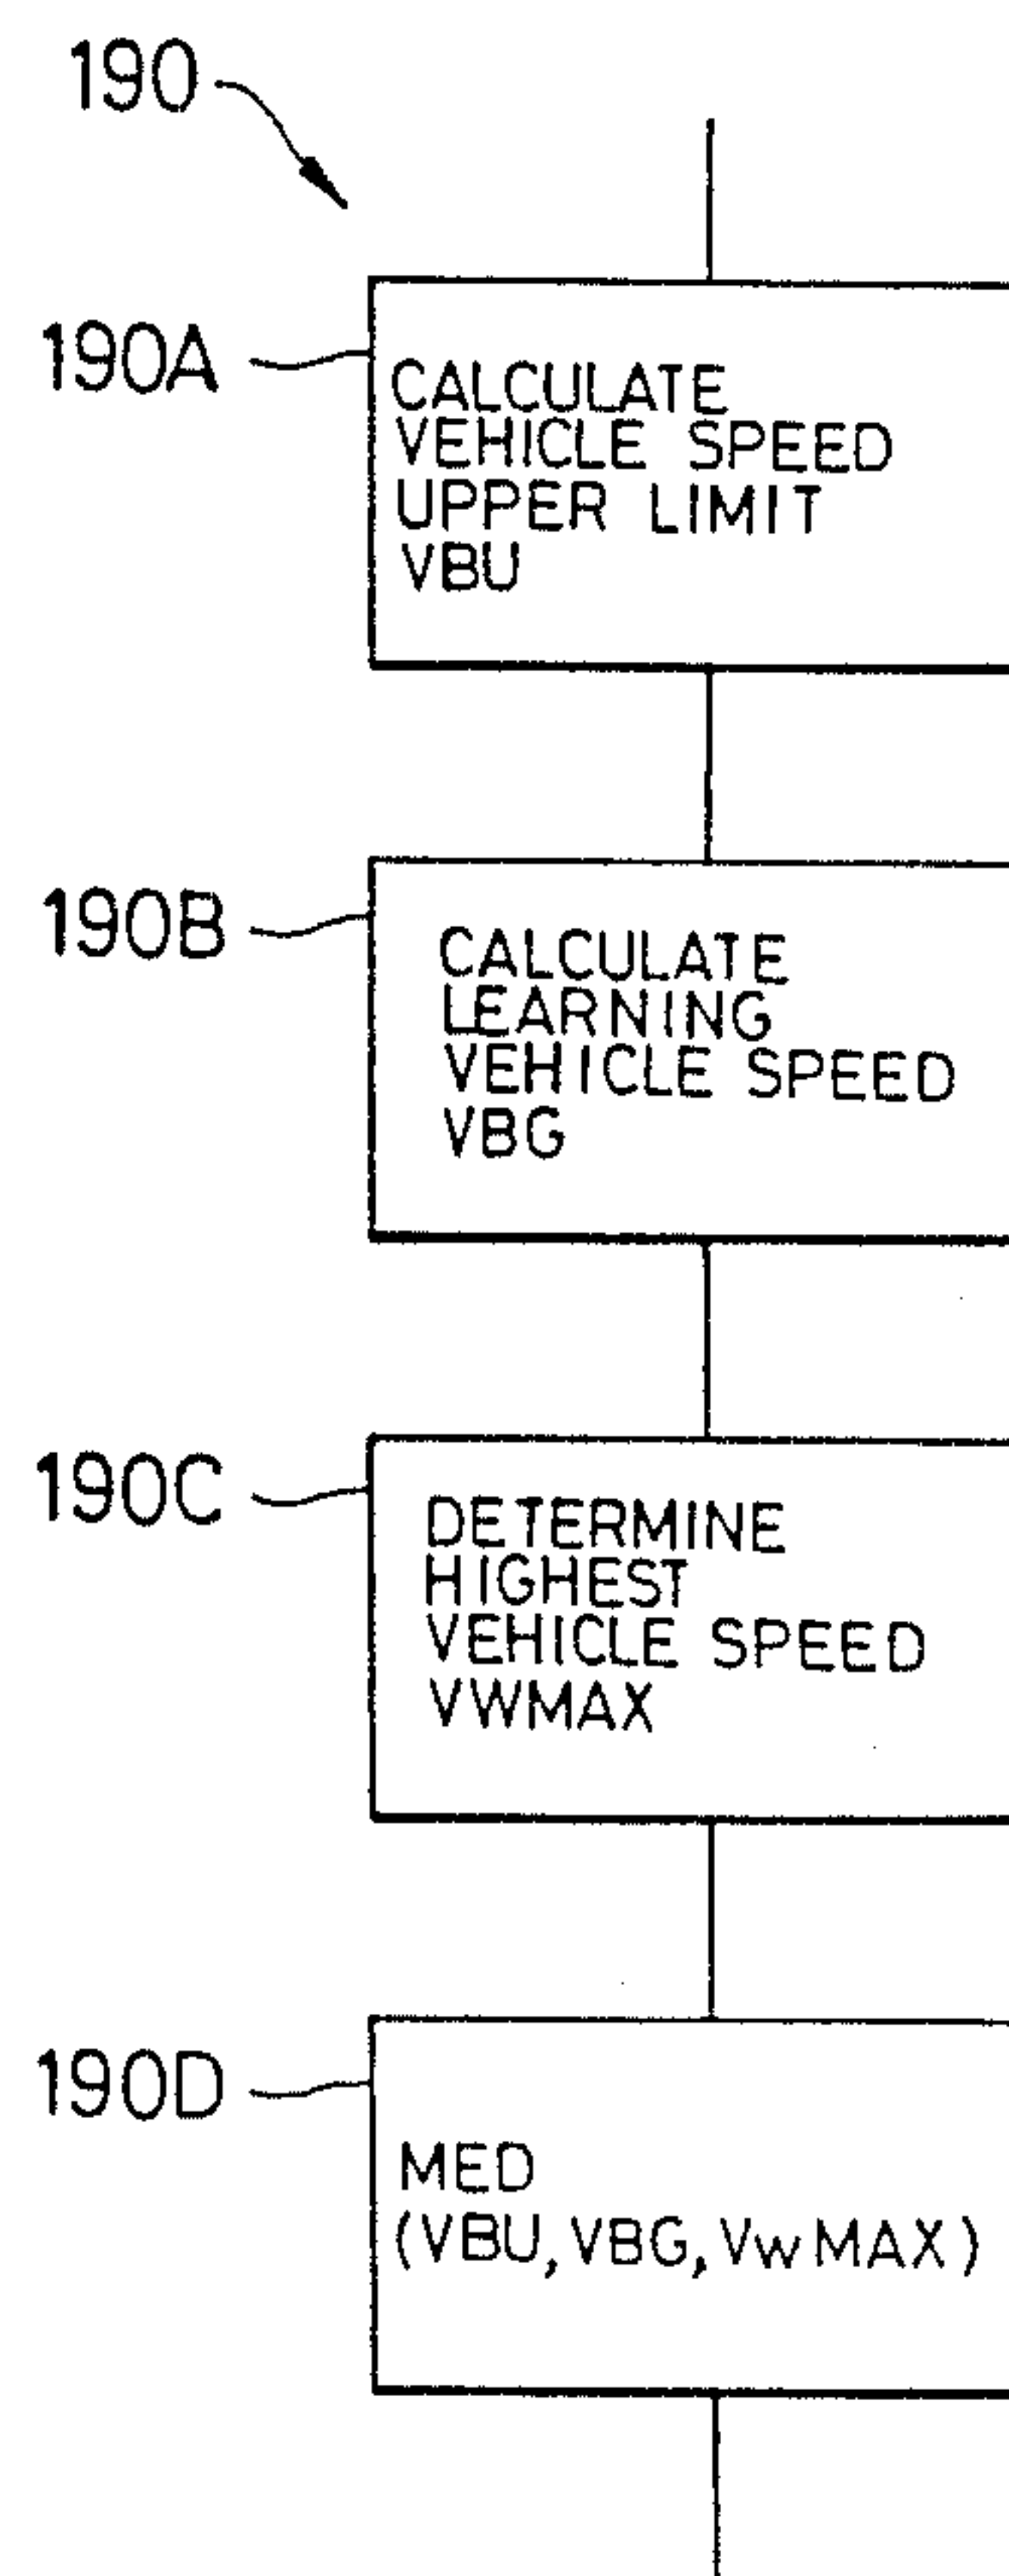 190
190A
CALCULATE
VEHICLE SPEED
UPPER LIMIT
VBU
190B
CALCULATE
LEARNING
VEHICLE SPEED
VBG
190C
DETERMINE
HIGHEST
VEHICLE SPEED
VWMAX
190D
MED
(VBU, VBG, VwMAX)